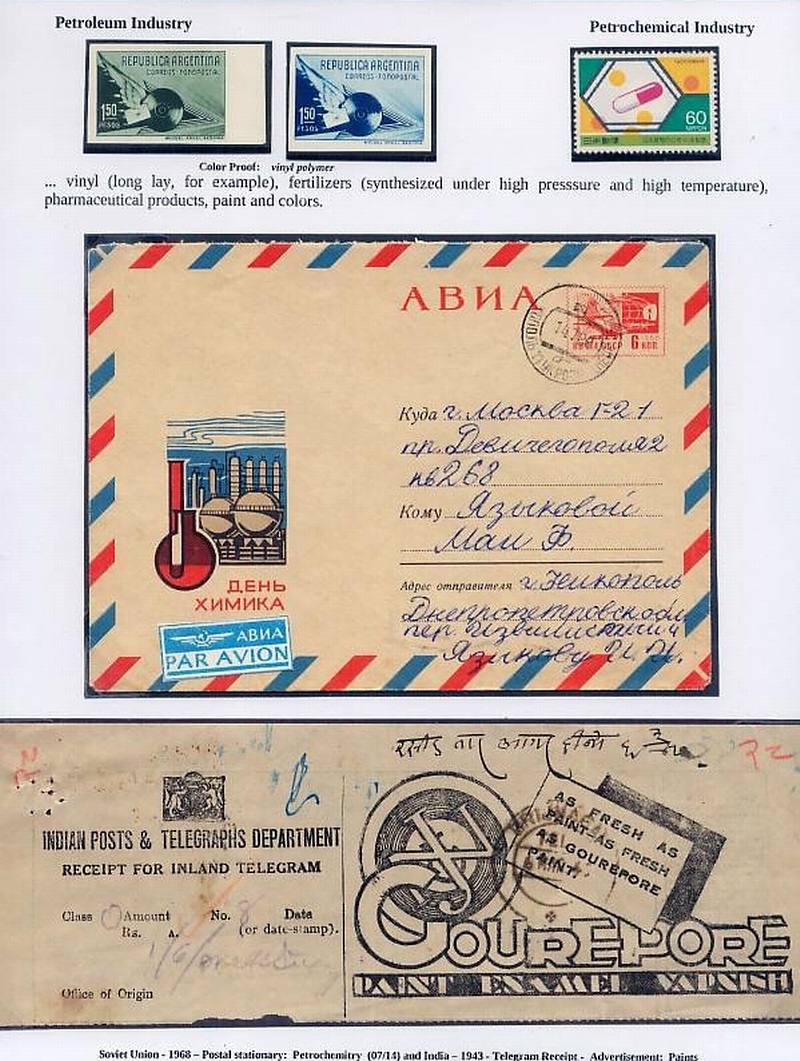 Petroleum Industry
Petrochemical Industry
REPUBLICA ARGENTINA
CORREOS-FONOPOSTAL
1.50
PESOS
REPUBLICA ARGENTINA
CORREOS-FONOPOSTAL
1.50
PESOS
60
NIPPON
Color Proof: vinyl polymer
... vinyl (long lay, for example), fertilizers (synthesized under high presssure and high temperature),
pharmaceutical products, paint and colors.
АВИА
6 КОП
Куда г. Москва Г-21
пр. Девичегополя 2
кв 268
Кому Языковой
Маи Ф.
Адрес отправителя г. Никополь
Днепропетровской
пер.
Языкову И. И.
ДЕНЬ
ХИМИКА
АВИА
PAR AVION
INDIAN POSTS & TELEGRAPHS DEPARTMENT
RECEIPT FOR INLAND TELEGRAM
Class Amount No. 8 Date
Rs. A. (or date-stamp).
Office of Origin
AS FRESH AS
PAINT-AS FRESH
AS GOUREPORE
PAINT
GOUREPORE
PAINT ENAMEL VARNISH
Soviet Union - 1968 – Postal stationary: Petrochemitry (07/14) and India – 1943 - Telegram Receipt - Advertisement: Paints